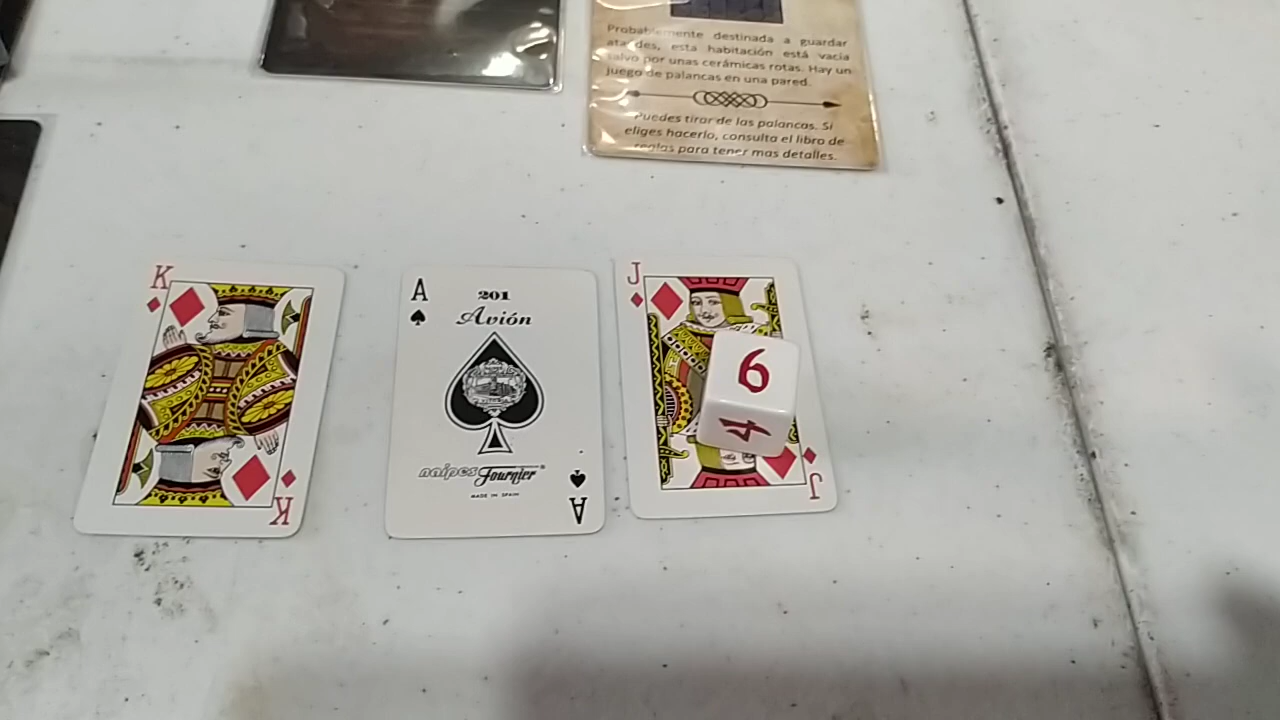 Probablemente destinada a guardar
ataúdes, esta habitación está vacía
salvo por unas cerámicas rotas. Hay un
juego de palancas en una pared.
Puedes tirar de las palancas. Si
eliges hacerlo, consulta el libro de
reglas para tener mas detalles.
K
K
A
201
Avión
naipes Fournier
MADE IN SPAIN
A
J
6
4
J